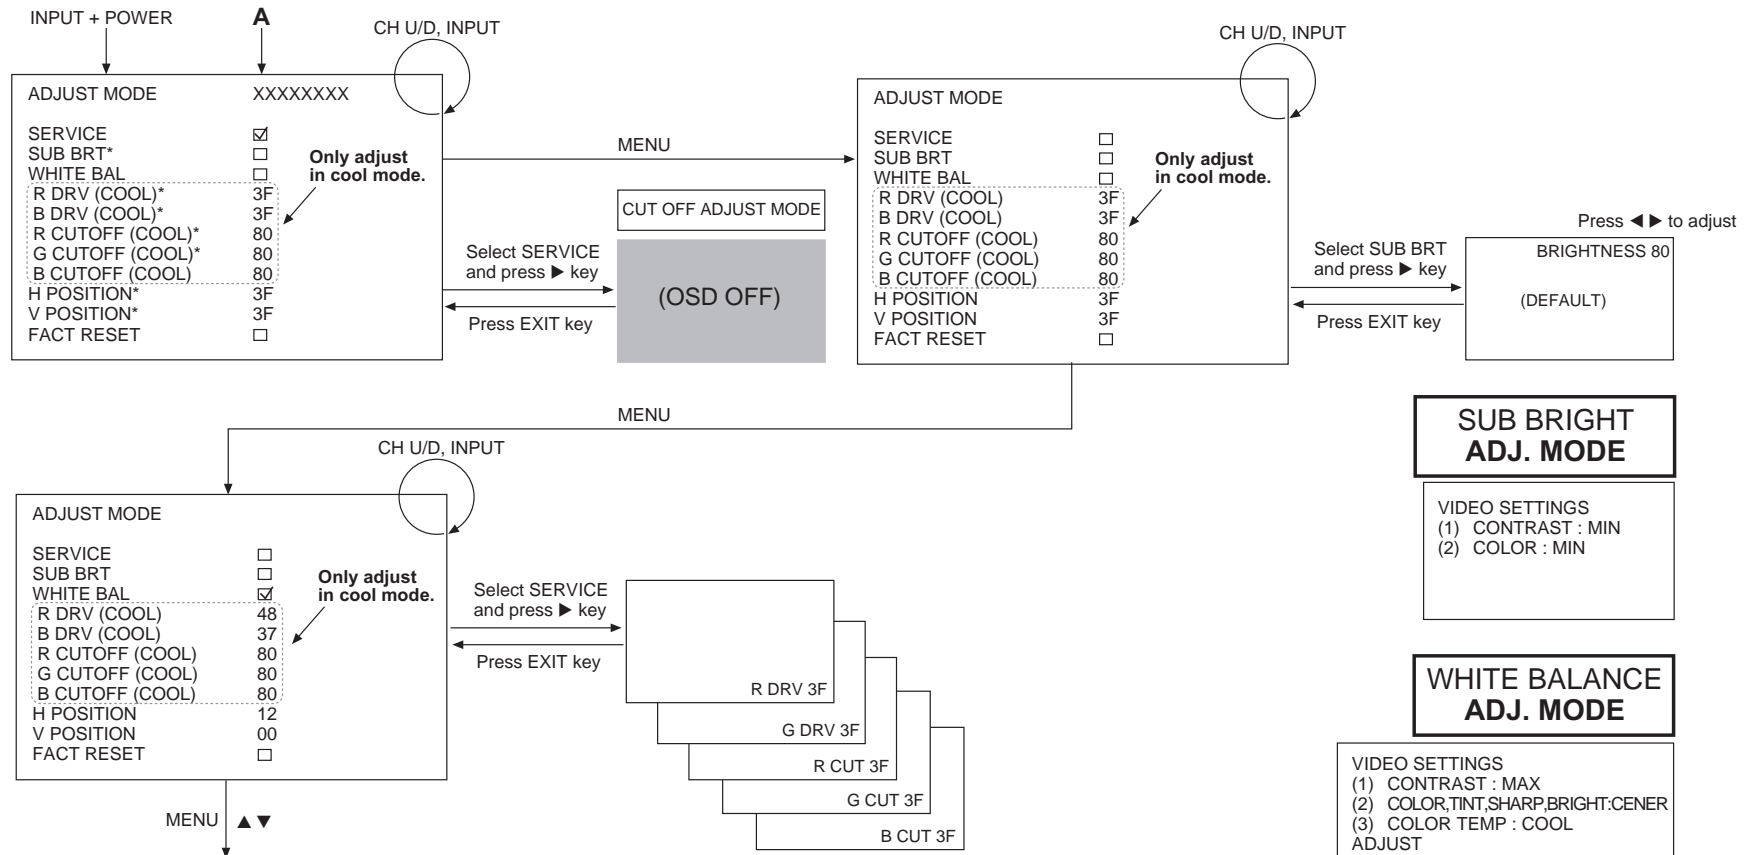 INPUT + POWER
A
CH U/D, INPUT
ADJUST MODE XXXXXXXX
SERVICE ☑
SUB BRT* ☐
WHITE BAL ☐
R DRV (COOL)* 3F
B DRV (COOL)* 3F
R CUTOFF (COOL)* 80
G CUTOFF (COOL)* 80
B CUTOFF (COOL) 80
H POSITION* 3F
V POSITION* 3F
FACT RESET ☐
Only adjust
in cool mode.
MENU
CUT OFF ADJUST MODE
Select SERVICE
and press ▶ key
Press EXIT key
(OSD OFF)
CH U/D, INPUT
ADJUST MODE
SERVICE ☐
SUB BRT ☐
WHITE BAL ☐
R DRV (COOL) 3F
B DRV (COOL) 3F
R CUTOFF (COOL) 80
G CUTOFF (COOL) 80
B CUTOFF (COOL) 80
H POSITION 3F
V POSITION 3F
FACT RESET ☐
Only adjust
in cool mode.
Select SUB BRT
and press ▶ key
Press EXIT key
Press ◀ ▶ to adjust
BRIGHTNESS 80
(DEFAULT)
MENU
SUB BRIGHT
ADJ. MODE
VIDEO SETTINGS
(1) CONTRAST : MIN
(2) COLOR : MIN
CH U/D, INPUT
ADJUST MODE
SERVICE ☐
SUB BRT ☐
WHITE BAL ☑
R DRV (COOL) 48
B DRV (COOL) 37
R CUTOFF (COOL) 80
G CUTOFF (COOL) 80
B CUTOFF (COOL) 80
H POSITION 12
V POSITION 00
FACT RESET ☐
Only adjust
in cool mode.
Select SERVICE
and press ▶ key
Press EXIT key
R DRV 3F
G DRV 3F
R CUT 3F
G CUT 3F
B CUT 3F
MENU ▲ ▼
WHITE BALANCE
ADJ. MODE
VIDEO SETTINGS
(1) CONTRAST : MAX
(2) COLOR,TINT,SHARP,BRIGHT:CENER
(3) COLOR TEMP : COOL
ADJUST